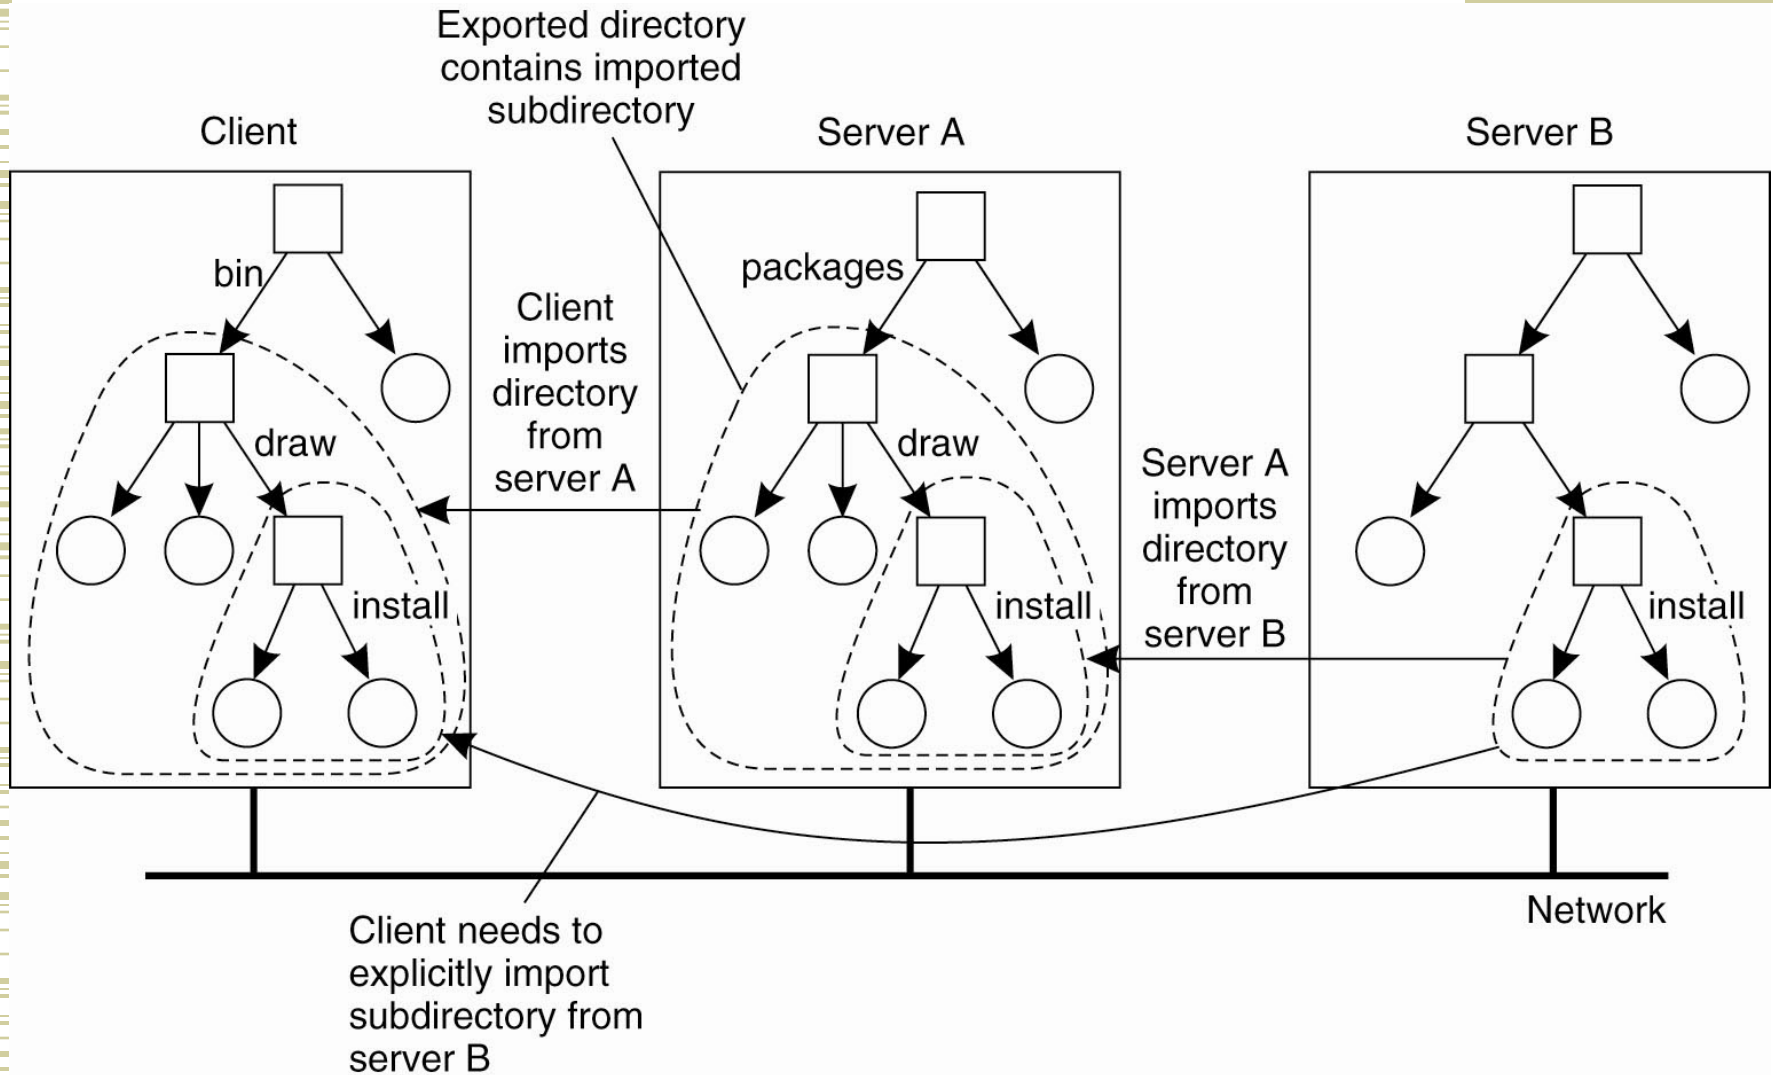 Exported directory
contains imported
subdirectory
Client
Server A
Server B
bin
packages
Client
imports
directory
from
server A
draw
draw
Server A
imports
directory
from
server B
install
install
install
Network
Client needs to
explicitly import
subdirectory from
server B